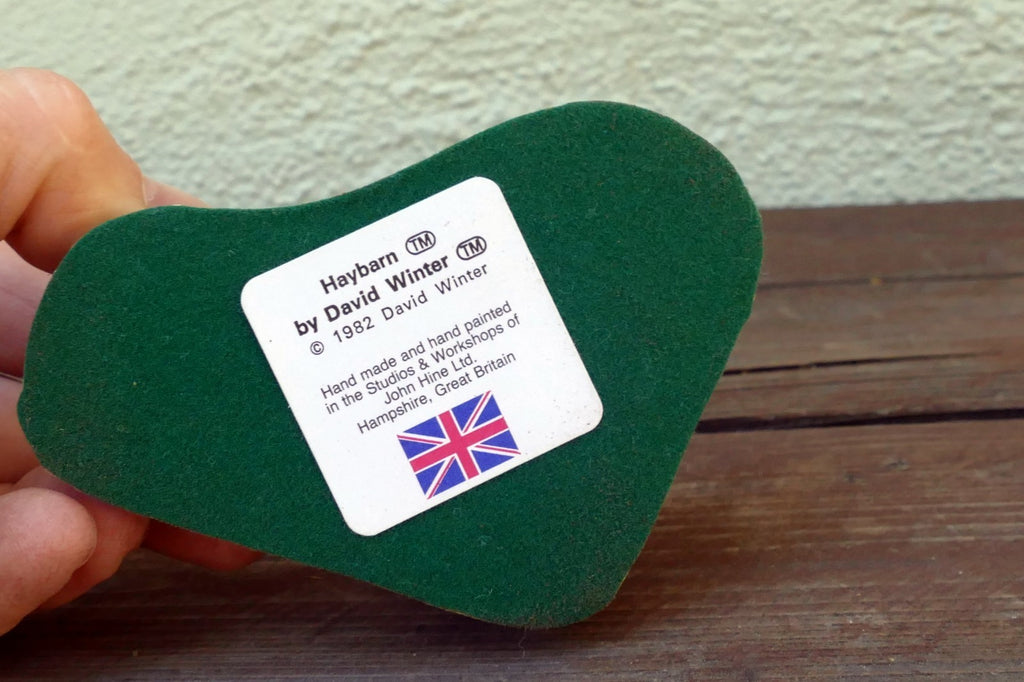 Haybarn TM
by David Winter TM
© 1982 David Winter
Hand made and hand painted
in the Studios & Workshops of
John Hine Ltd.
Hampshire, Great Britain